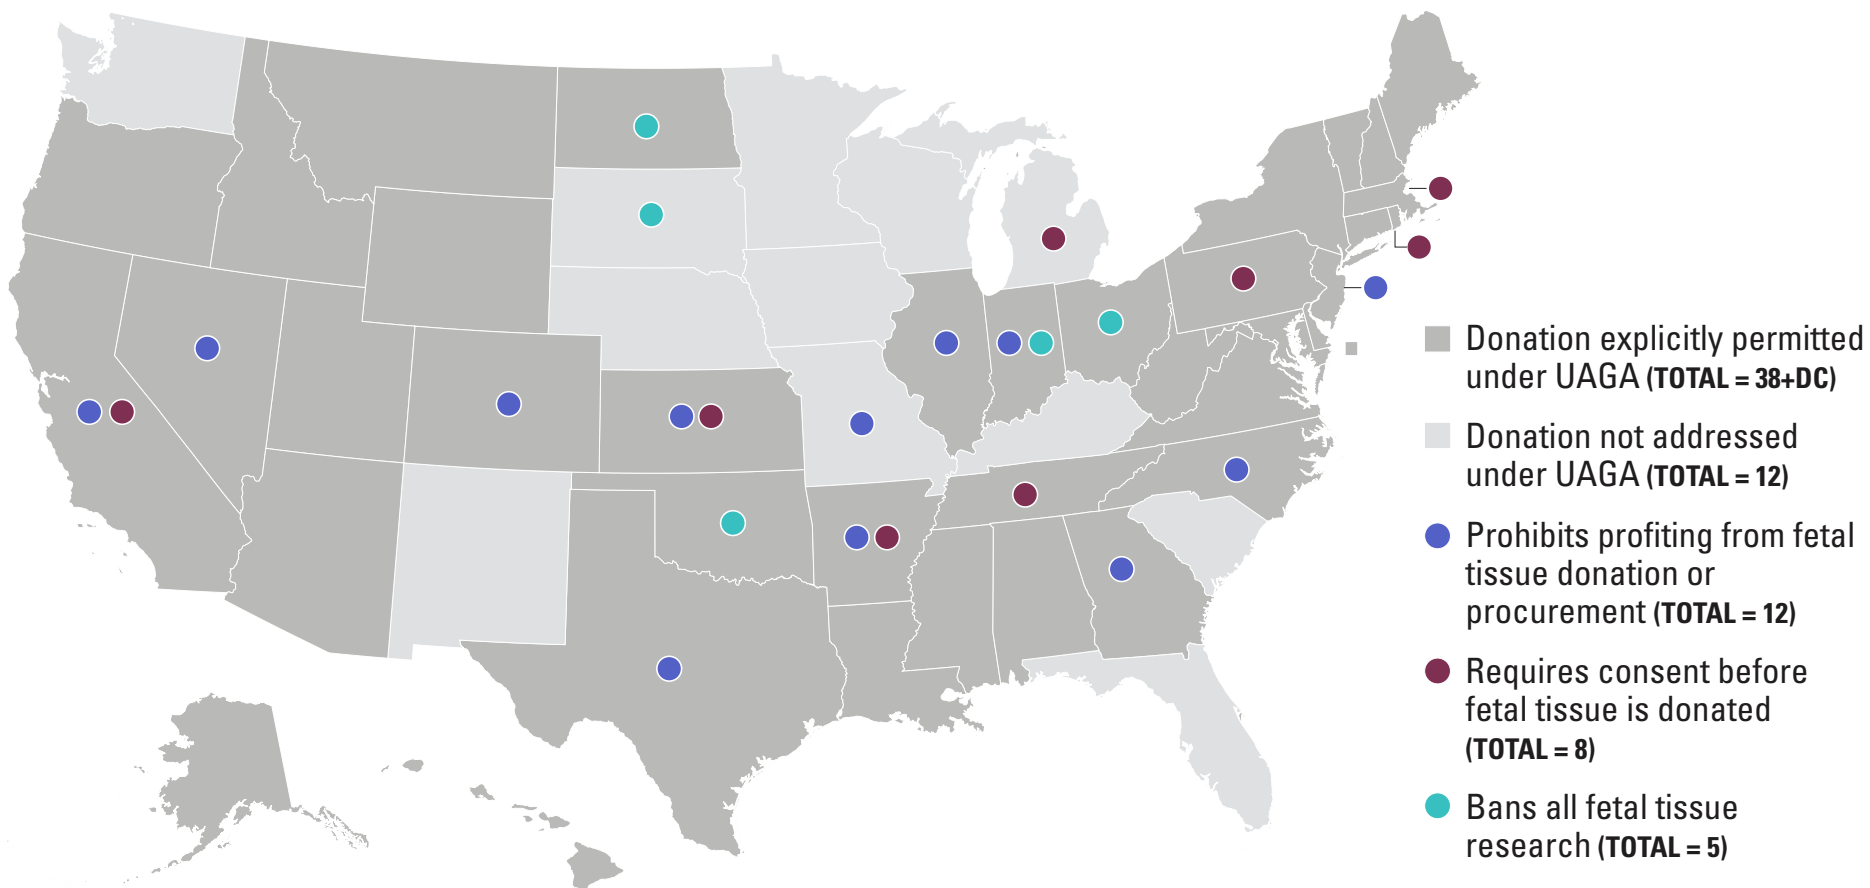 Donation explicitly permitted
under UAGA (TOTAL = 38+DC)
Donation not addressed
under UAGA (TOTAL = 12)
Prohibits profiting from fetal
tissue donation or
procurement (TOTAL = 12)
Requires consent before
fetal tissue is donated
(TOTAL = 8)
Bans all fetal tissue
research (TOTAL = 5)